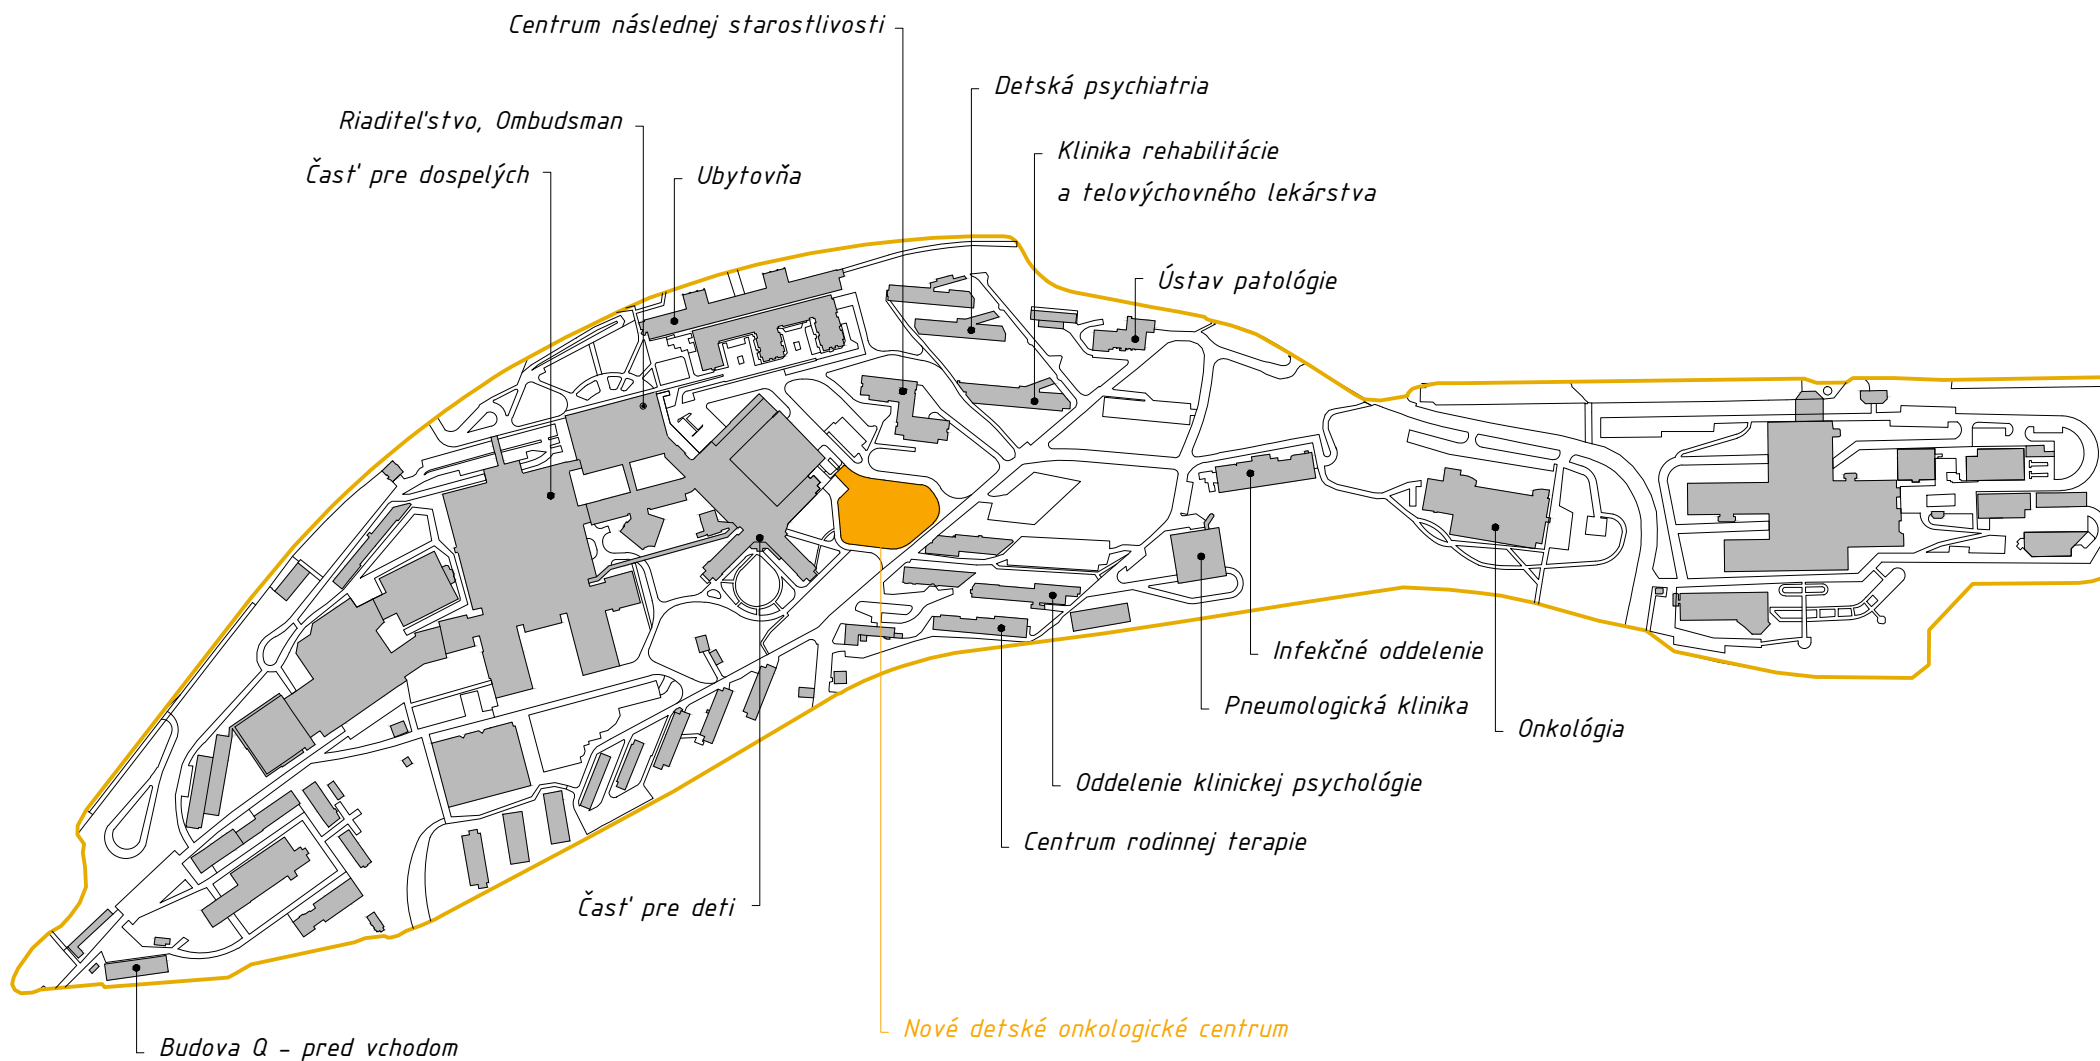 Centrum následnej starostlivosti
Detská psychiatria
Riaditeľstvo, Ombudsman
Klinika rehabilitácie
a telovýchovného lekárstva
Časť pre dospelých
Ubytovňa
Ústav patológie
Infekčné oddelenie
Pneumologická klinika
Onkológia
Oddelenie klinickej psychológie
Centrum rodinnej terapie
Časť pre deti
Nové detské onkologické centrum
Budova Q - pred vchodom